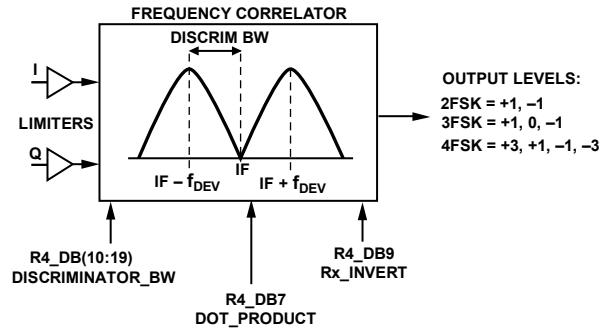 FREQUENCY CORRELATOR
DISCRIM BW
I
LIMITERS
Q
IF
IF – fDEV
IF + fDEV
OUTPUT LEVELS:
2FSK = +1, –1
3FSK = +1, 0, –1
4FSK = +3, +1, –1, –3
R4_DB(10:19)
DISCRIMINATOR_BW
R4_DB9
Rx_INVERT
R4_DB7
DOT_PRODUCT